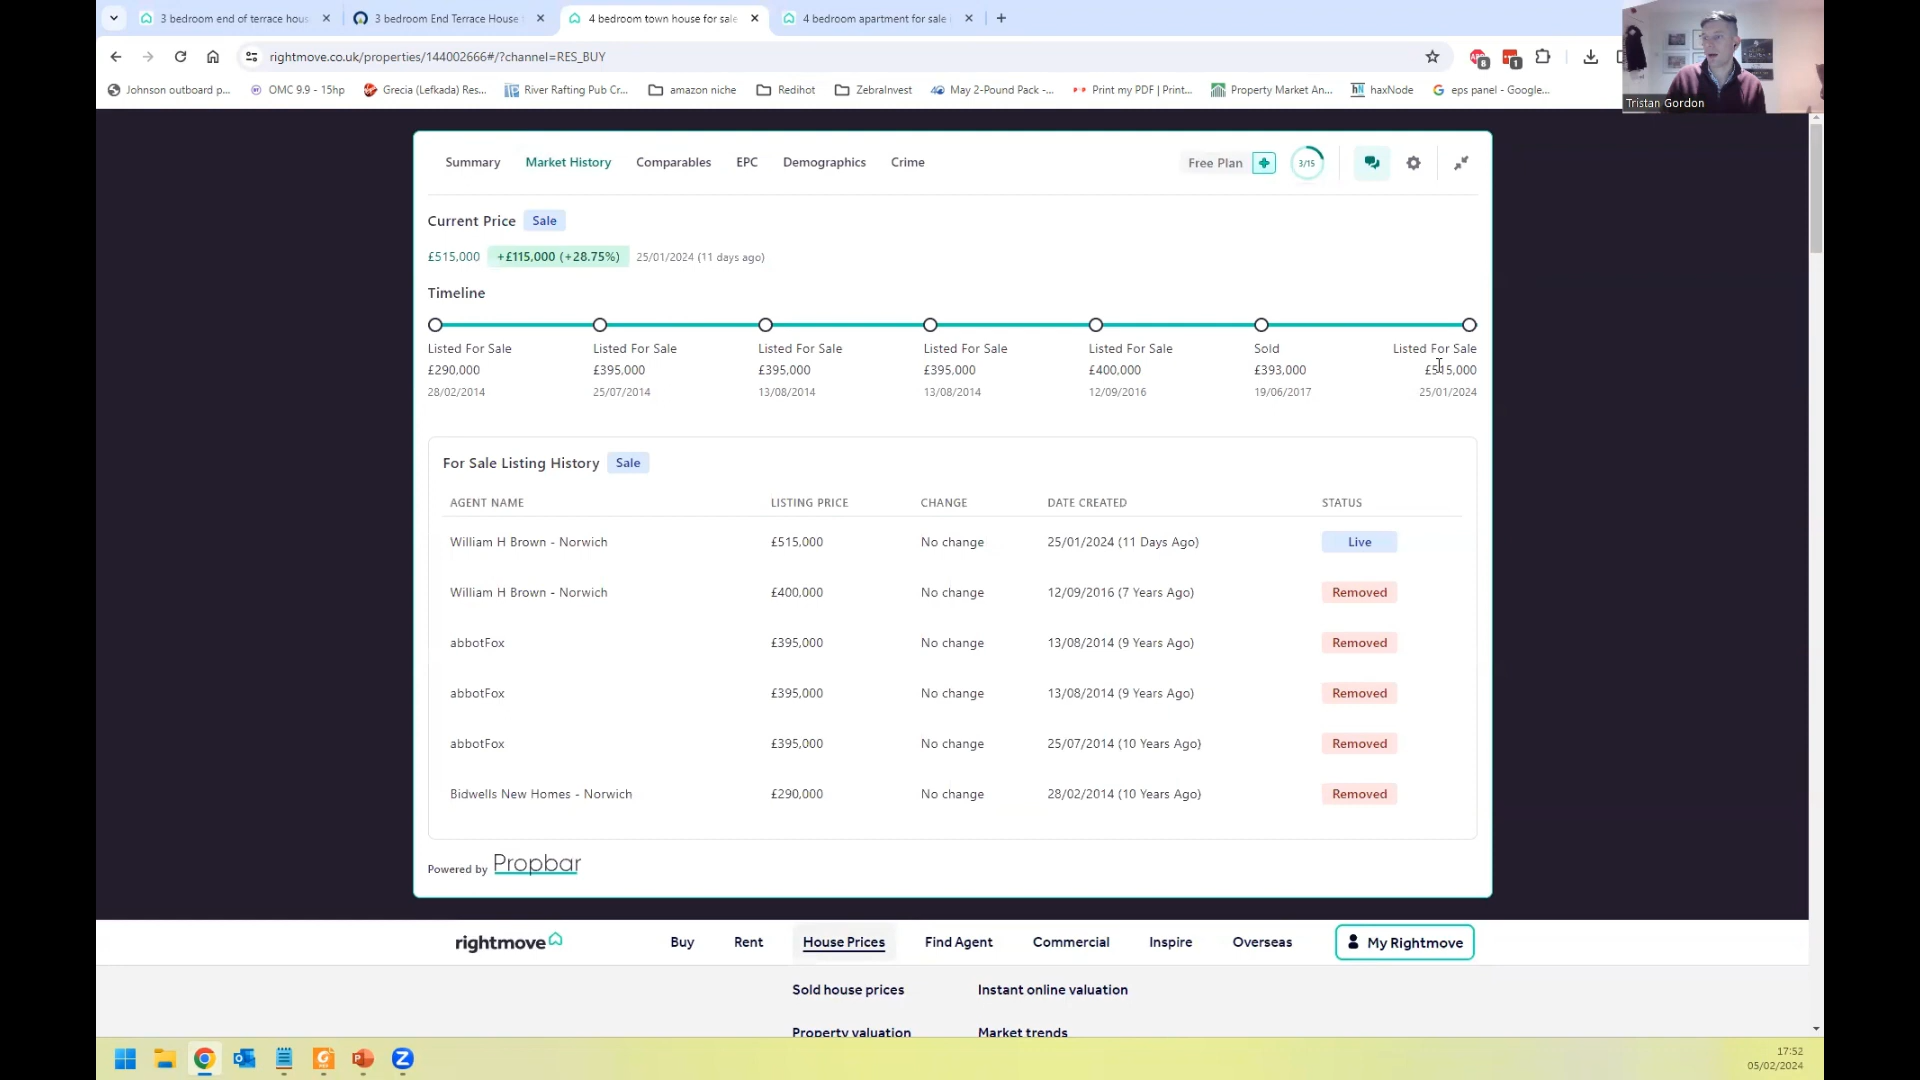 3 bedroom end of terrace hous
3 bedroom End Terrace House
4 bedroom town house for sale
4 bedroom apartment for sale
rightmove.co.uk/properties/144002666#/?channel=RES_BUY
8
1
Johnson outboard p...
OMC 9.9 - 15hp
Grecia (Lefkada) Res...
River Rafting Pub Cr...
amazon niche
Redihot
ZebraInvest
May 2-Pound Pack -...
Print my PDF | Print...
Property Market An...
haxNode
eps panel - Google...
Tristan Gordon
Summary
Market History
Comparables
EPC
Demographics
Crime
Free Plan
3/15
Current Price Sale
£515,000 +£115,000 (+28.75%) 25/01/2024 (11 days ago)
Timeline
Listed For Sale Listed For Sale Listed For Sale Listed For Sale Listed For Sale Sold Listed For Sale
£290,000 £395,000 £395,000 £395,000 £400,000 £393,000 £515,000
28/02/2014 25/07/2014 13/08/2014 13/08/2014 12/09/2016 19/06/2017 25/01/2024
For Sale Listing History Sale
AGENT NAME LISTING PRICE CHANGE DATE CREATED STATUS
William H Brown - Norwich £515,000 No change 25/01/2024 (11 Days Ago) Live
William H Brown - Norwich £400,000 No change 12/09/2016 (7 Years Ago) Removed
abbotFox £395,000 No change 13/08/2014 (9 Years Ago) Removed
abbotFox £395,000 No change 13/08/2014 (9 Years Ago) Removed
abbotFox £395,000 No change 25/07/2014 (10 Years Ago) Removed
Bidwells New Homes - Norwich £290,000 No change 28/02/2014 (10 Years Ago) Removed
Powered by Propbar
rightmove
Buy
Rent
House Prices
Find Agent
Commercial
Inspire
Overseas
My Rightmove
Sold house prices Instant online valuation
Property valuation Market trends
17:52
05/02/2024